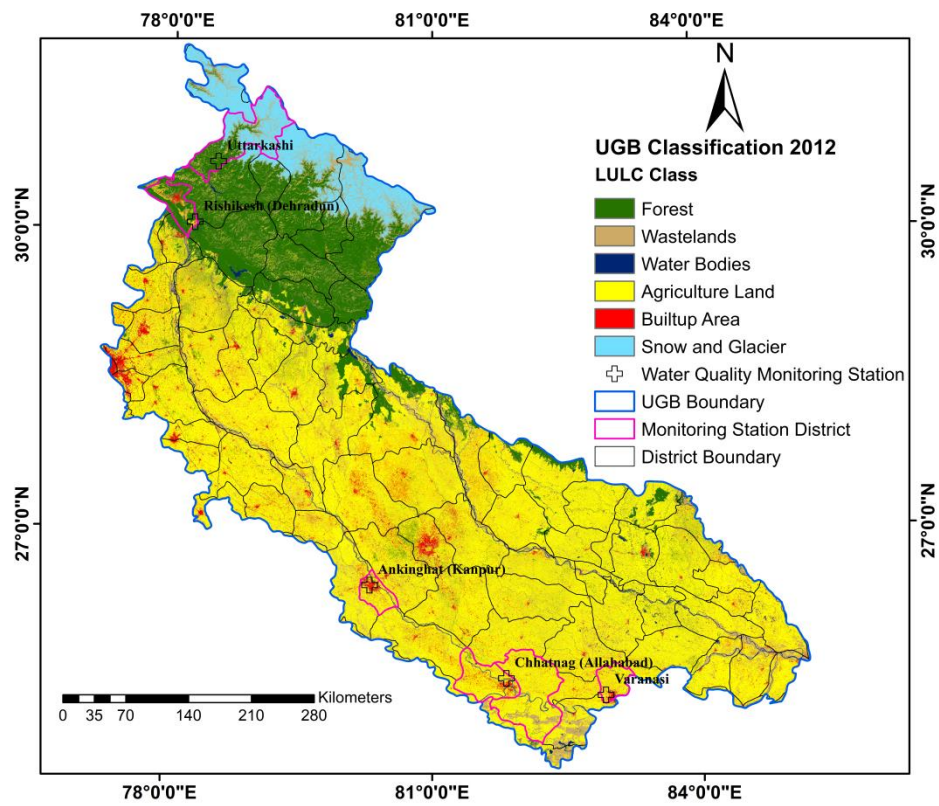 78°0'0"E 81°0'0"E 84°0'0"E
N
UGB Classification 2012
LULC Class
Forest
Wastelands
Water Bodies
Agriculture Land
Builtup Area
Snow and Glacier
Water Quality Monitoring Station
UGB Boundary
Monitoring Station District
District Boundary
Uttarkashi
Rishikesh (Dehradun)
30°0'0"N 30°0'0"N
27°0'0"N 27°0'0"N
Ankinghat (Kanpur)
Chhatnag (Allahabad)
Varanasi
Kilometers
0 35 70 140 210 280
78°0'0"E 81°0'0"E 84°0'0"E